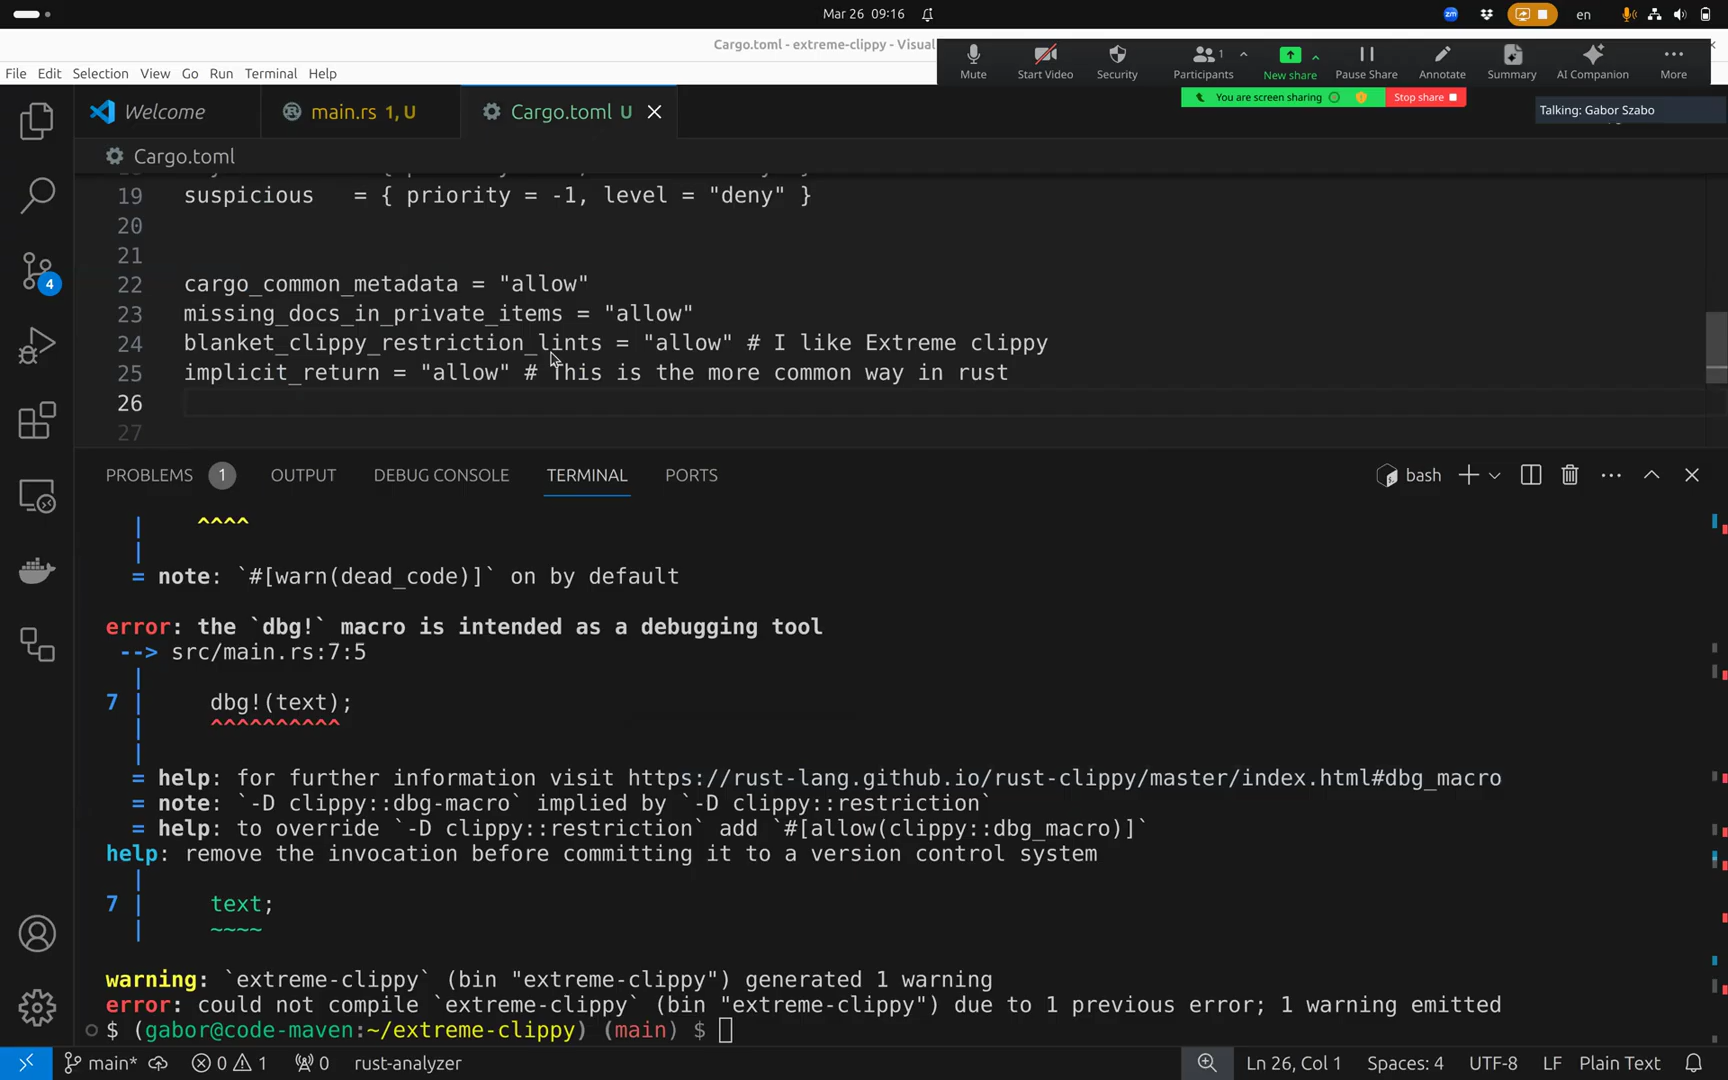 Mar 26 09:16
zm
en
Cargo.toml - extreme-clippy - Visual
File Edit Selection View Go Run Terminal Help
Mute
Start Video
Security
1
Participants
New share
Pause Share
Annotate
Summary
AI Companion
More
You are screen sharing
Stop share
Talking: Gabor Szabo
Welcome
main.rs 1, U
Cargo.toml U
Cargo.toml
19 suspicious = { priority = -1, level = "deny" }
20
21
22 cargo_common_metadata = "allow"
23 missing_docs_in_private_items = "allow"
24 blanket_clippy_restriction_lints = "allow" # I like Extreme clippy
25 implicit_return = "allow" # This is the more common way in rust
26
27
4
PROBLEMS 1 OUTPUT DEBUG CONSOLE TERMINAL PORTS
bash
| ^^^^
|
= note: `#[warn(dead_code)]` on by default
error: the `dbg!` macro is intended as a debugging tool
--> src/main.rs:7:5
|
7 | dbg!(text);
| ^^^^^^^^^^
|
= help: for further information visit https://rust-lang.github.io/rust-clippy/master/index.html#dbg_macro
= note: `-D clippy::dbg-macro` implied by `-D clippy::restriction`
= help: to override `-D clippy::restriction` add `#[allow(clippy::dbg_macro)]`
help: remove the invocation before committing it to a version control system
|
7 | text;
| ~~~~
warning: `extreme-clippy` (bin "extreme-clippy") generated 1 warning
error: could not compile `extreme-clippy` (bin "extreme-clippy") due to 1 previous error; 1 warning emitted
$ (gabor@code-maven:~/extreme-clippy) (main) $
main* 0 1 0 rust-analyzer
Ln 26, Col 1 Spaces: 4 UTF-8 LF Plain Text